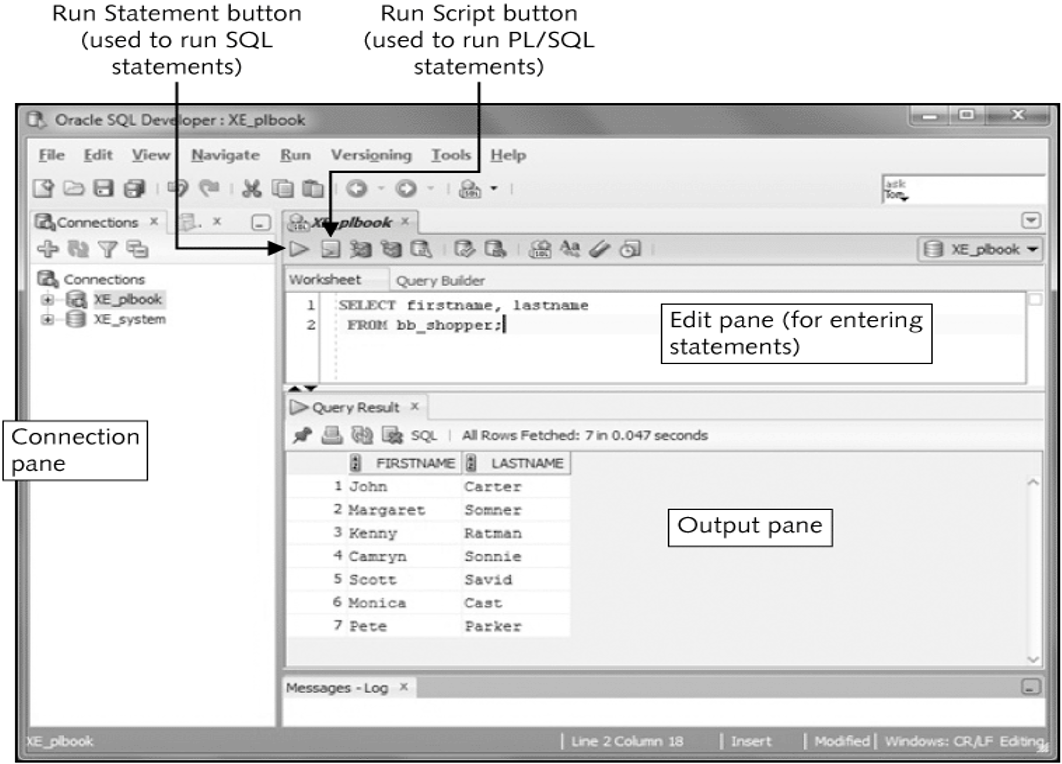 Run Statement button
(used to run SQL
statements)
Run Script button
(used to run PL/SQL
statements)
Oracle SQL Developer : XE_plbook
File Edit View Navigate Run Versioning Tools Help
ask
Tom
Connections
XE_plbook
XE_plbook
Connections
XE_plbook
XE_system
Worksheet Query Builder
1 SELECT firstname, lastname
2 FROM bb_shopper;
Edit pane (for entering
statements)
Connection
pane
Query Result
SQL | All Rows Fetched: 7 in 0.047 seconds
FIRSTNAME LASTNAME
1 John Carter
2 Margaret Somner
3 Kenny Ratman
4 Camryn Sonnie
5 Scott Savid
6 Monica Cast
7 Pete Parker
Output pane
Messages - Log
XE_plbook
Line 2 Column 18 | Insert | Modified | Windows: CR/LF Editing